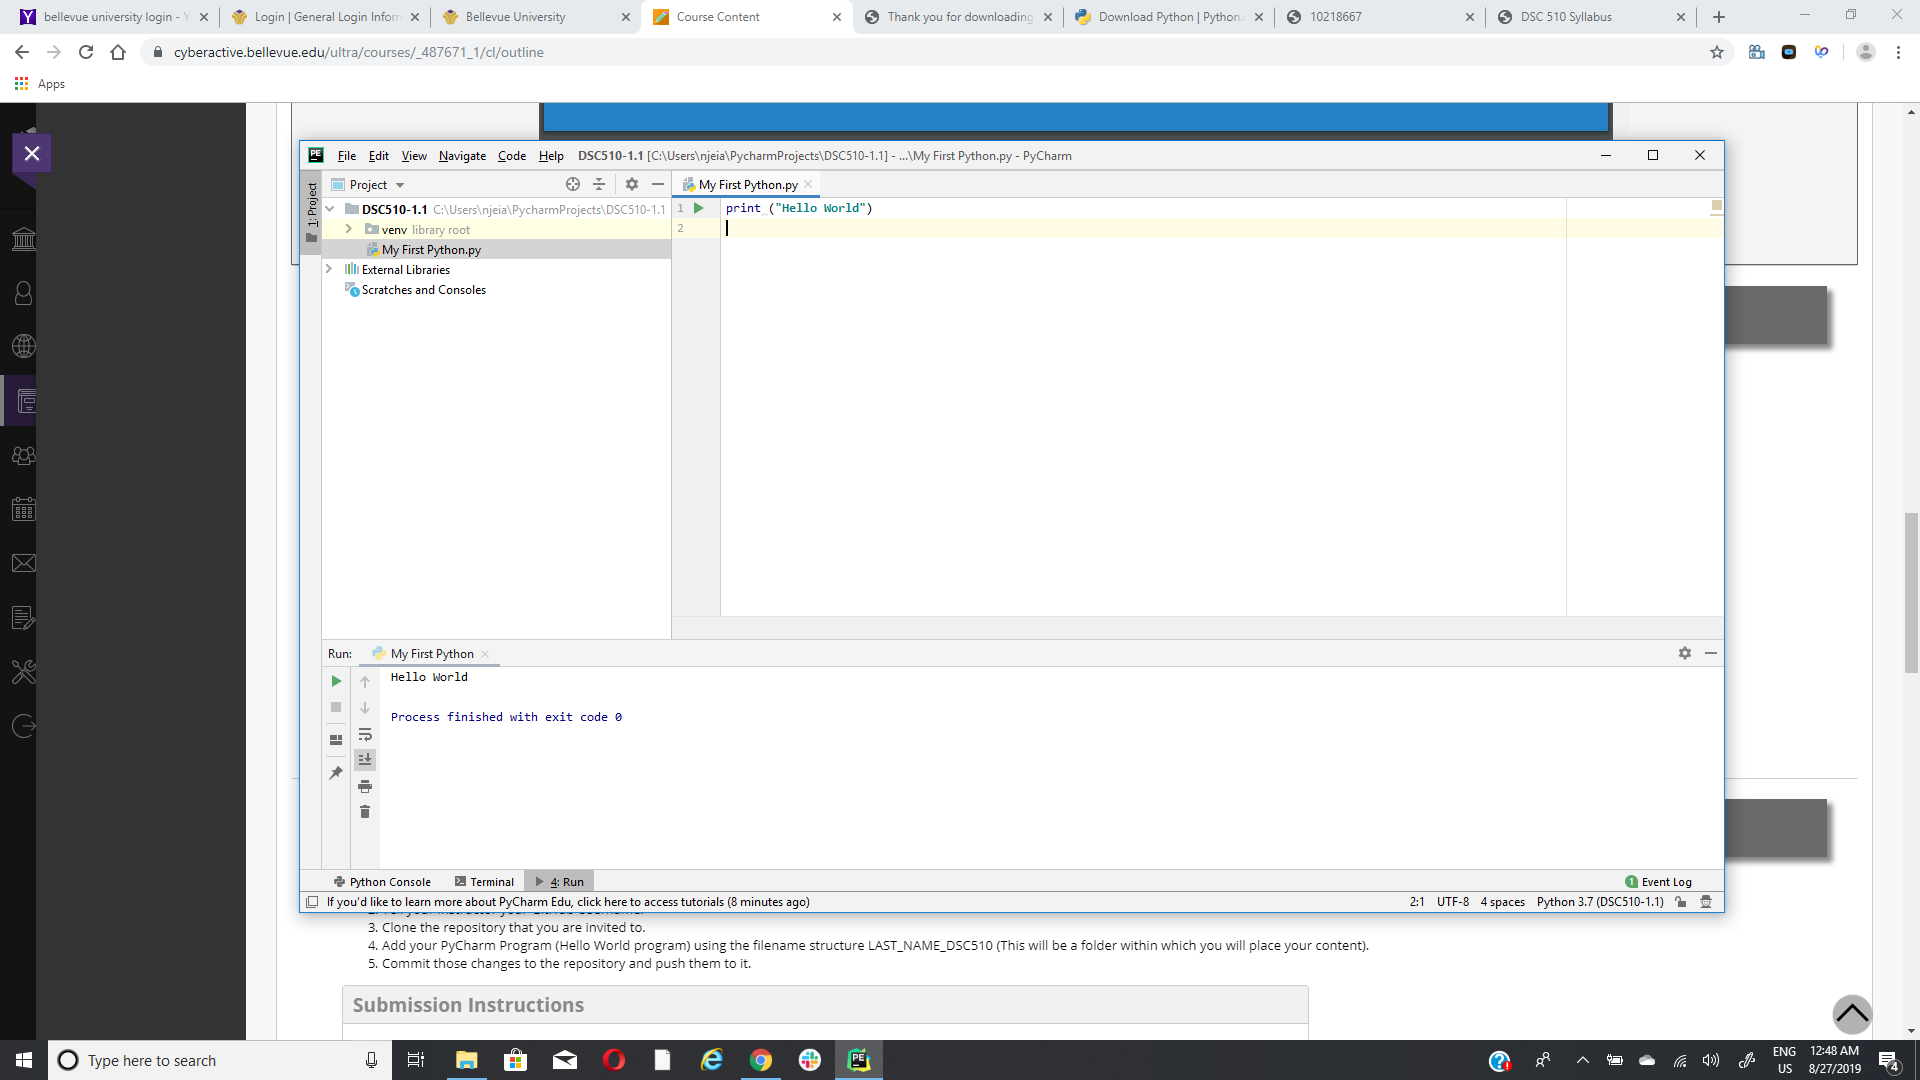 bellevue university login - Y
Login | General Login Inform
Bellevue University
Course Content
Thank you for downloading
Download Python | Python.
10218667
DSC 510 Syllabus
cyberactive.bellevue.edu/ultra/courses/_487671_1/cl/outline
Apps
PE File Edit View Navigate Code Help DSC510-1.1 [C:\Users\njeia\PycharmProjects\DSC510-1.1] - ...\My First Python.py - PyCharm
1: Project
Project
My First Python.py
DSC510-1.1 C:\Users\njeia\PycharmProjects\DSC510-1.1
venv library root
My First Python.py
External Libraries
Scratches and Consoles
1 print ("Hello World")
2
Run: My First Python
Hello World
Process finished with exit code 0
Python Console Terminal 4: Run 1 Event Log
If you'd like to learn more about PyCharm Edu, click here to access tutorials (8 minutes ago) 2:1 UTF-8 4 spaces Python 3.7 (DSC510-1.1)
3. Clone the repository that you are invited to.
4. Add your PyCharm Program (Hello World program) using the filename structure LAST_NAME_DSC510 (This will be a folder within which you will place your content).
5. Commit those changes to the repository and push them to it.
Submission Instructions
Type here to search
PE
ENG
US
12:48 AM
8/27/2019
4